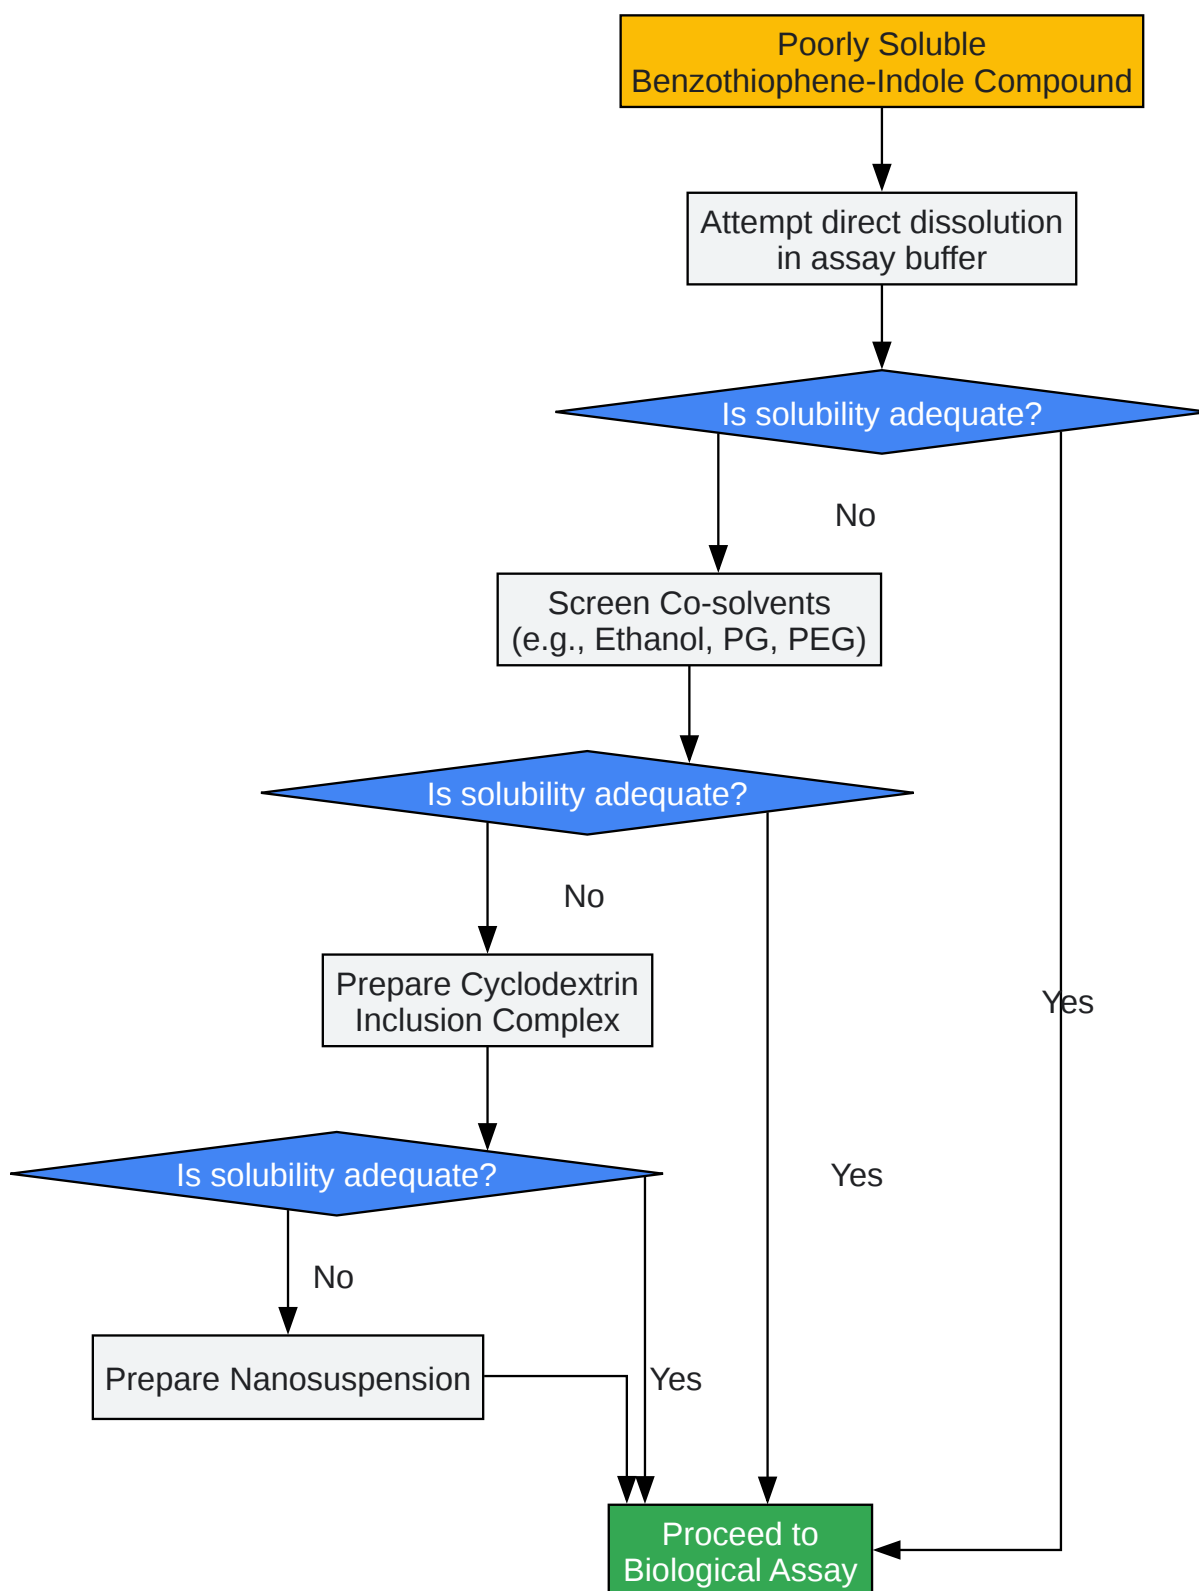 Poorly Soluble
Benzothiophene-Indole Compound
Attempt direct dissolution
in assay buffer
Is solubility adequate?
No
Screen Co-solvents
(e.g., Ethanol, PG, PEG)
Is solubility adequate?
No
Prepare Cyclodextrin
Inclusion Complex
Yes
Is solubility adequate?
Yes
No
Prepare Nanosuspension
Yes
Proceed to
Biological Assay